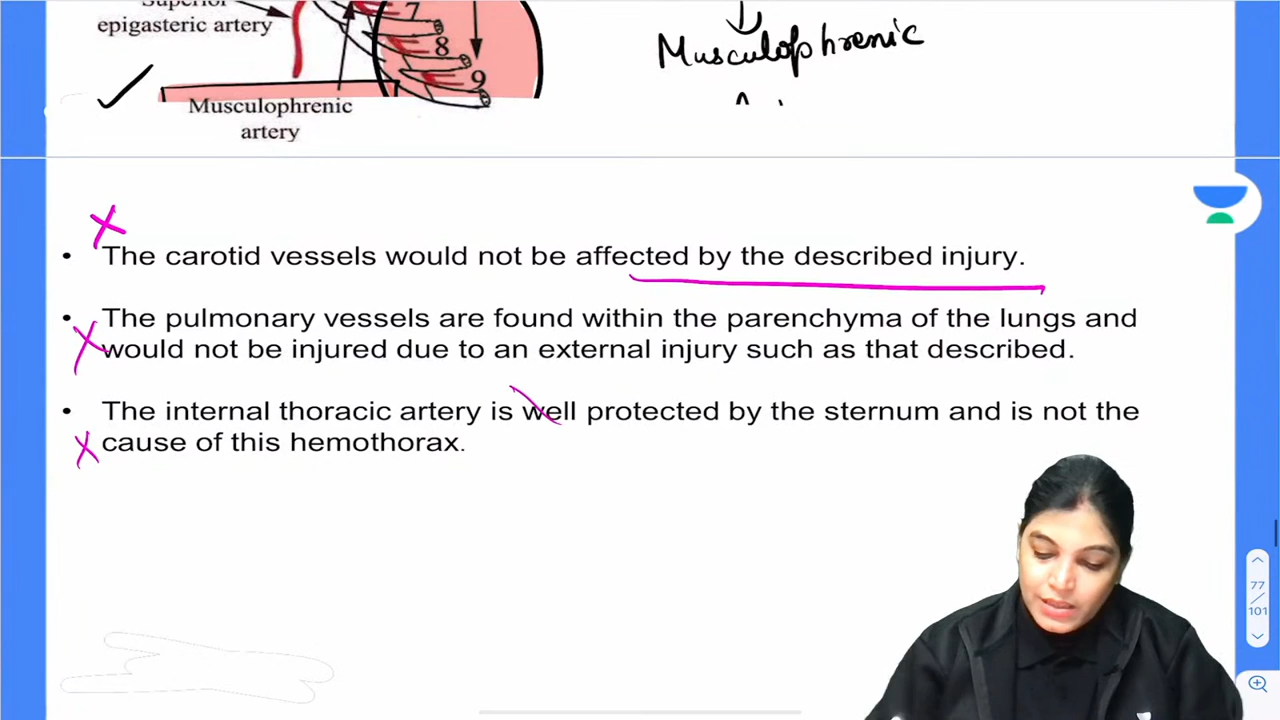 Superior
epigasteric artery
7
8
9
Musculophrenic
artery
Musculophrenic
• The carotid vessels would not be affected by the described injury.
• The pulmonary vessels are found within the parenchyma of the lungs and
would not be injured due to an external injury such as that described.
• The internal thoracic artery is well protected by the sternum and is not the
cause of this hemothorax.
77
/
101